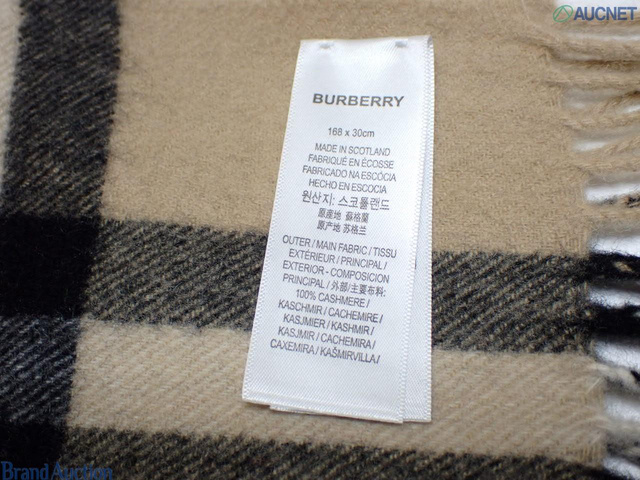 AUCNET
BURBERRY
168 x 30cm
MADE IN SCOTLAND
FABRIQUÉ EN ÉCOSSE
FABRICADO NA ESCÓCIA
HECHO EN ESCOCIA
원산지: 스코틀랜드
原產地 蘇格蘭
原产地 苏格兰
OUTER / MAIN FABRIC / TISSU
EXTÉRIEUR / PRINCIPAL /
EXTERIOR - COMPOSICION
PRINCIPAL / 外部/主要布料:
100% CASHMERE /
KASCHMIR / CACHEMIRE /
KASJMIER / KASHMIR /
KASJMIR / CACHEMIRA /
CAXEMIRA / KAŠMIRVILLA /
Brand Auction